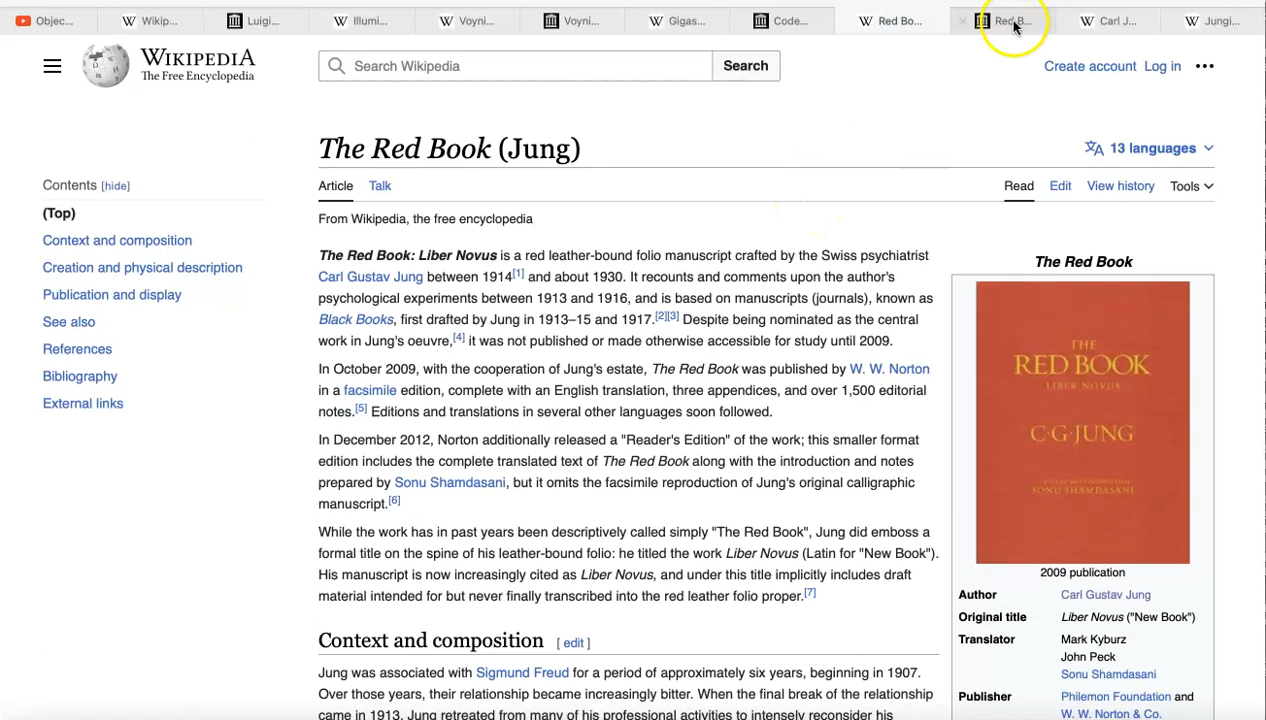 Objec... Wikip... Luigi... Illumi... Voyni... Voyni... Gigas... Code... Red Bo... Red B... Carl J... Jungi...
WIKIPEDIA
The Free Encyclopedia
Search Wikipedia
Search
Create account Log in
The Red Book (Jung)
13 languages
Contents [hide]
(Top)
Context and composition
Creation and physical description
Publication and display
See also
References
Bibliography
External links
Article Talk
Read Edit View history Tools
From Wikipedia, the free encyclopedia
The Red Book: Liber Novus is a red leather-bound folio manuscript crafted by the Swiss psychiatrist
Carl Gustav Jung between 1914[1] and about 1930. It recounts and comments upon the author's
psychological experiments between 1913 and 1916, and is based on manuscripts (journals), known as
Black Books, first drafted by Jung in 1913–15 and 1917.[2][3] Despite being nominated as the central
work in Jung's oeuvre,[4] it was not published or made otherwise accessible for study until 2009.
In October 2009, with the cooperation of Jung's estate, The Red Book was published by W. W. Norton
in a facsimile edition, complete with an English translation, three appendices, and over 1,500 editorial
notes.[5] Editions and translations in several other languages soon followed.
In December 2012, Norton additionally released a "Reader's Edition" of the work; this smaller format
edition includes the complete translated text of The Red Book along with the introduction and notes
prepared by Sonu Shamdasani, but it omits the facsimile reproduction of Jung's original calligraphic
manuscript.[6]
While the work has in past years been descriptively called simply "The Red Book", Jung did emboss a
formal title on the spine of his leather-bound folio: he titled the work Liber Novus (Latin for "New Book").
His manuscript is now increasingly cited as Liber Novus, and under this title implicitly includes draft
material intended for but never finally transcribed into the red leather folio proper.[7]
Context and composition [ edit ]
Jung was associated with Sigmund Freud for a period of approximately six years, beginning in 1907.
Over those years, their relationship became increasingly bitter. When the final break of the relationship
came in 1913, Jung retreated from many of his professional activities to intensely reconsider his
The Red Book
THE
RED BOOK
LIBER NOVUS
C·G·JUNG
SONU SHAMDASANI
2009 publication
Author Carl Gustav Jung
Original title Liber Novus ("New Book")
Translator Mark Kyburz
John Peck
Sonu Shamdasani
Publisher Philemon Foundation and
W. W. Norton & Co.